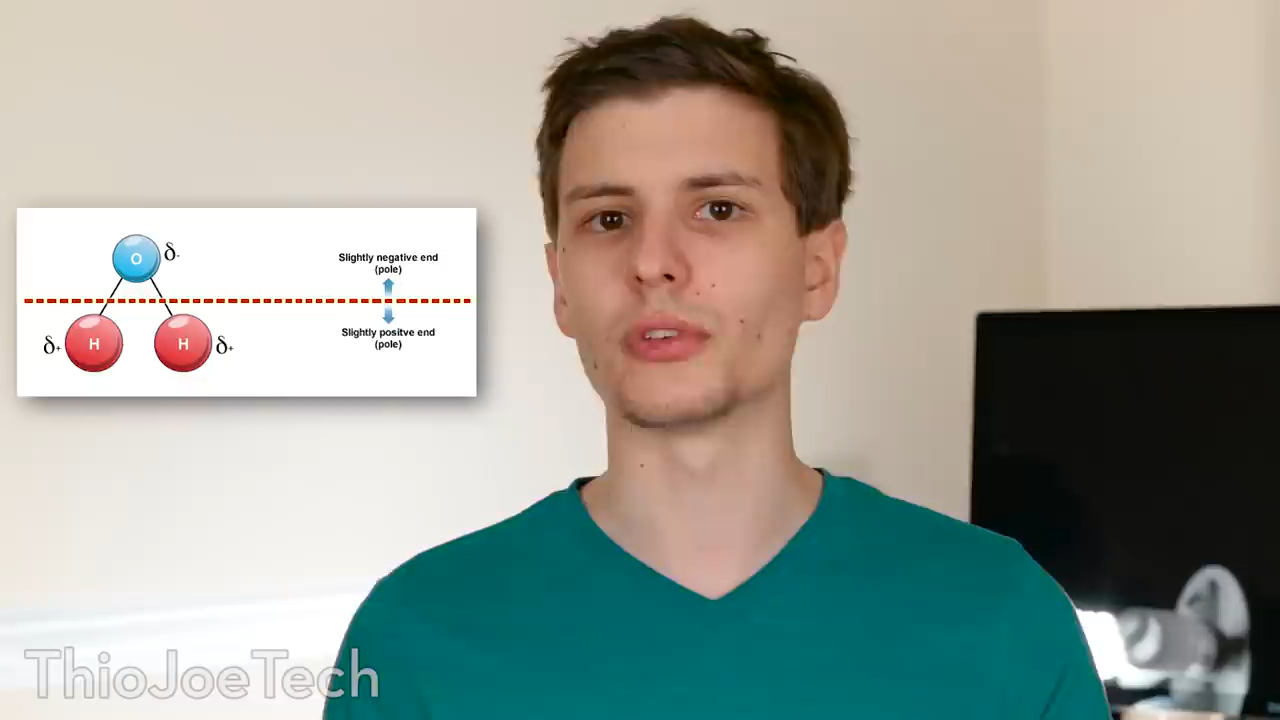 O
δ-
Slightly negative end
(pole)
Slightly positve end
(pole)
δ+
H
H
δ+
ThioJoeTech